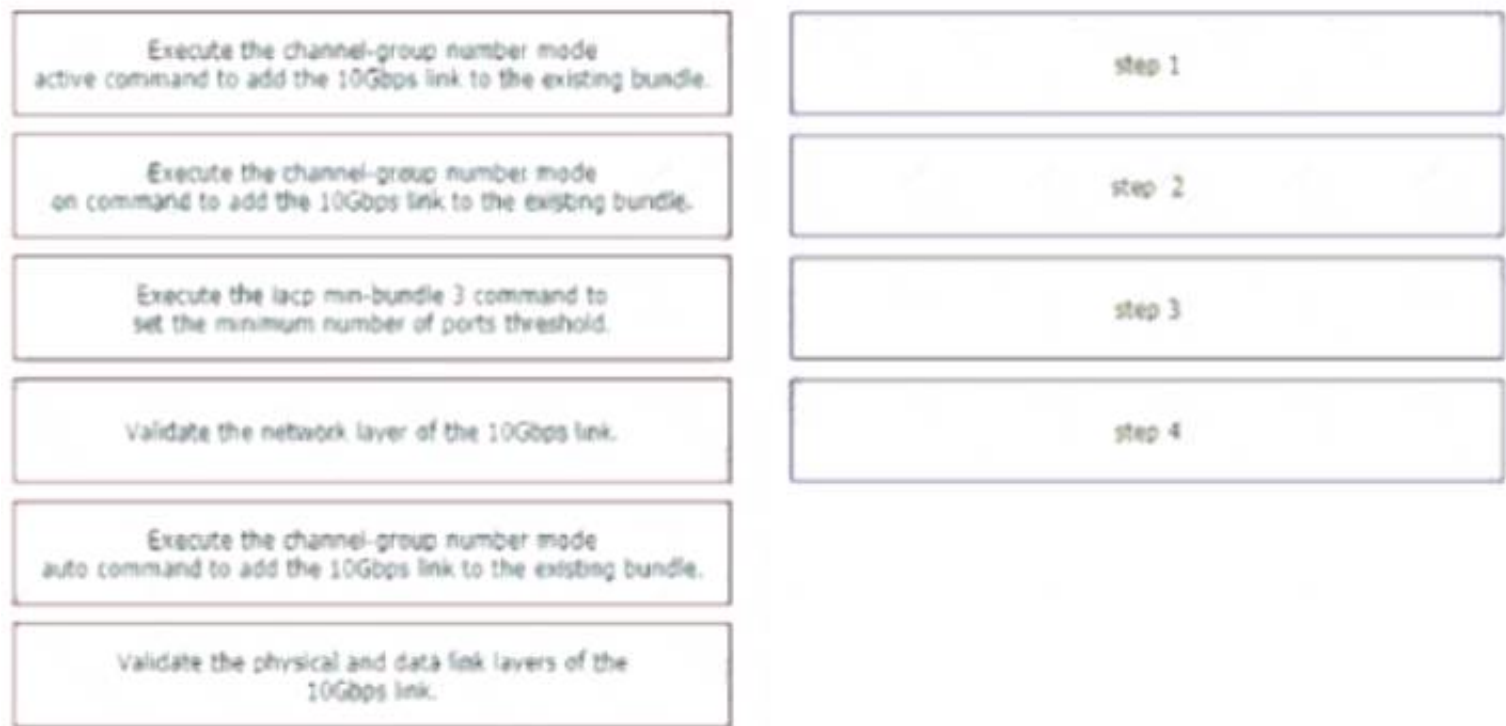 Execute the channel-group number mode
active command to add the 10Gbps link to the existing bundle.
Execute the channel-group number mode
on command to add the 10Gbps link to the existing bundle.
Execute the lacp min-bundle 3 command to
set the minimum number of ports threshold.
Validate the network layer of the 10Gbps link.
Execute the channel-group number mode
auto command to add the 10Gbps link to the existing bundle.
Validate the physical and data link layers of the
10Gbps link.
step 1
step 2
step 3
step 4